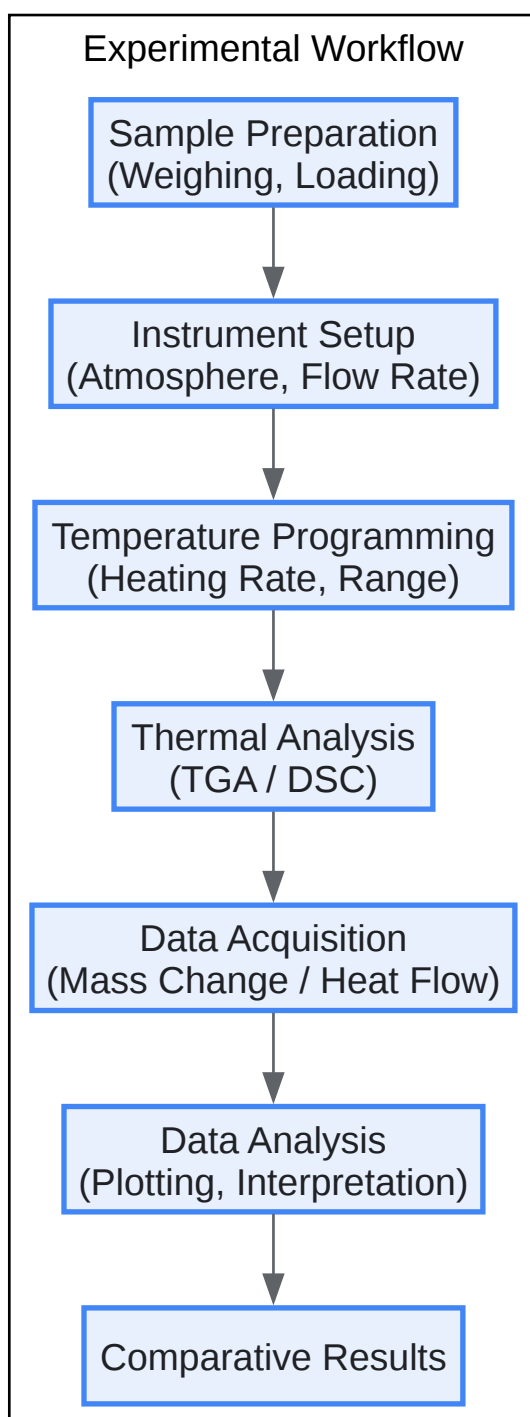 Experimental Workflow
Sample Preparation
(Weighing, Loading)
Instrument Setup
(Atmosphere, Flow Rate)
Temperature Programming
(Heating Rate, Range)
Thermal Analysis
(TGA / DSC)
Data Acquisition
(Mass Change / Heat Flow)
Data Analysis
(Plotting, Interpretation)
Comparative Results